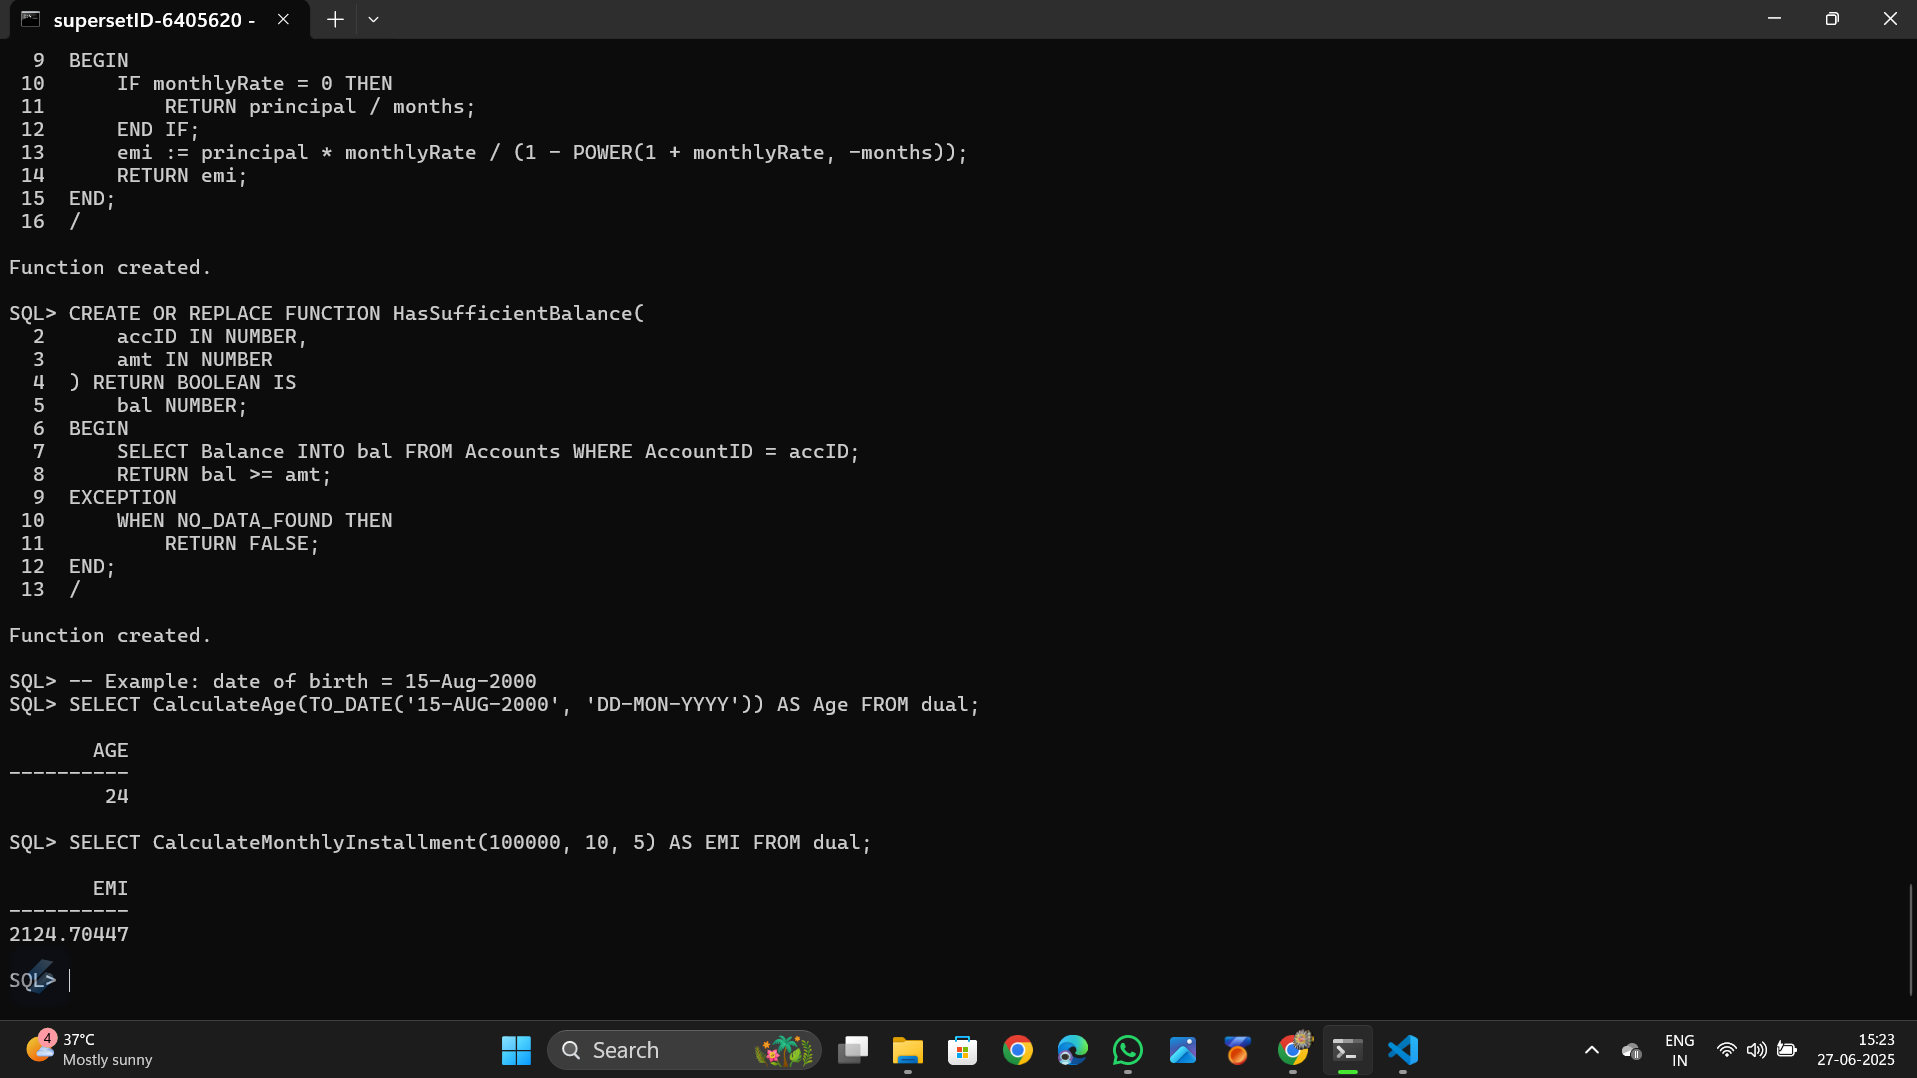 supersetID-6405620 -
9 BEGIN
10     IF monthlyRate = 0 THEN
11         RETURN principal / months;
12     END IF;
13     emi := principal * monthlyRate / (1 - POWER(1 + monthlyRate, -months));
14     RETURN emi;
15 END;
16 /
Function created.
SQL> CREATE OR REPLACE FUNCTION HasSufficientBalance(
2     accID IN NUMBER,
3     amt IN NUMBER
4 ) RETURN BOOLEAN IS
5     bal NUMBER;
6 BEGIN
7     SELECT Balance INTO bal FROM Accounts WHERE AccountID = accID;
8     RETURN bal >= amt;
9 EXCEPTION
10     WHEN NO_DATA_FOUND THEN
11         RETURN FALSE;
12 END;
13 /
Function created.
SQL> -- Example: date of birth = 15-Aug-2000
SQL> SELECT CalculateAge(TO_DATE('15-AUG-2000', 'DD-MON-YYYY')) AS Age FROM dual;
AGE
----------
24
SQL> SELECT CalculateMonthlyInstallment(100000, 10, 5) AS EMI FROM dual;
EMI
----------
2124.70447
SQL>
4
37°C
Mostly sunny
Search
ENG
IN
15:23
27-06-2025